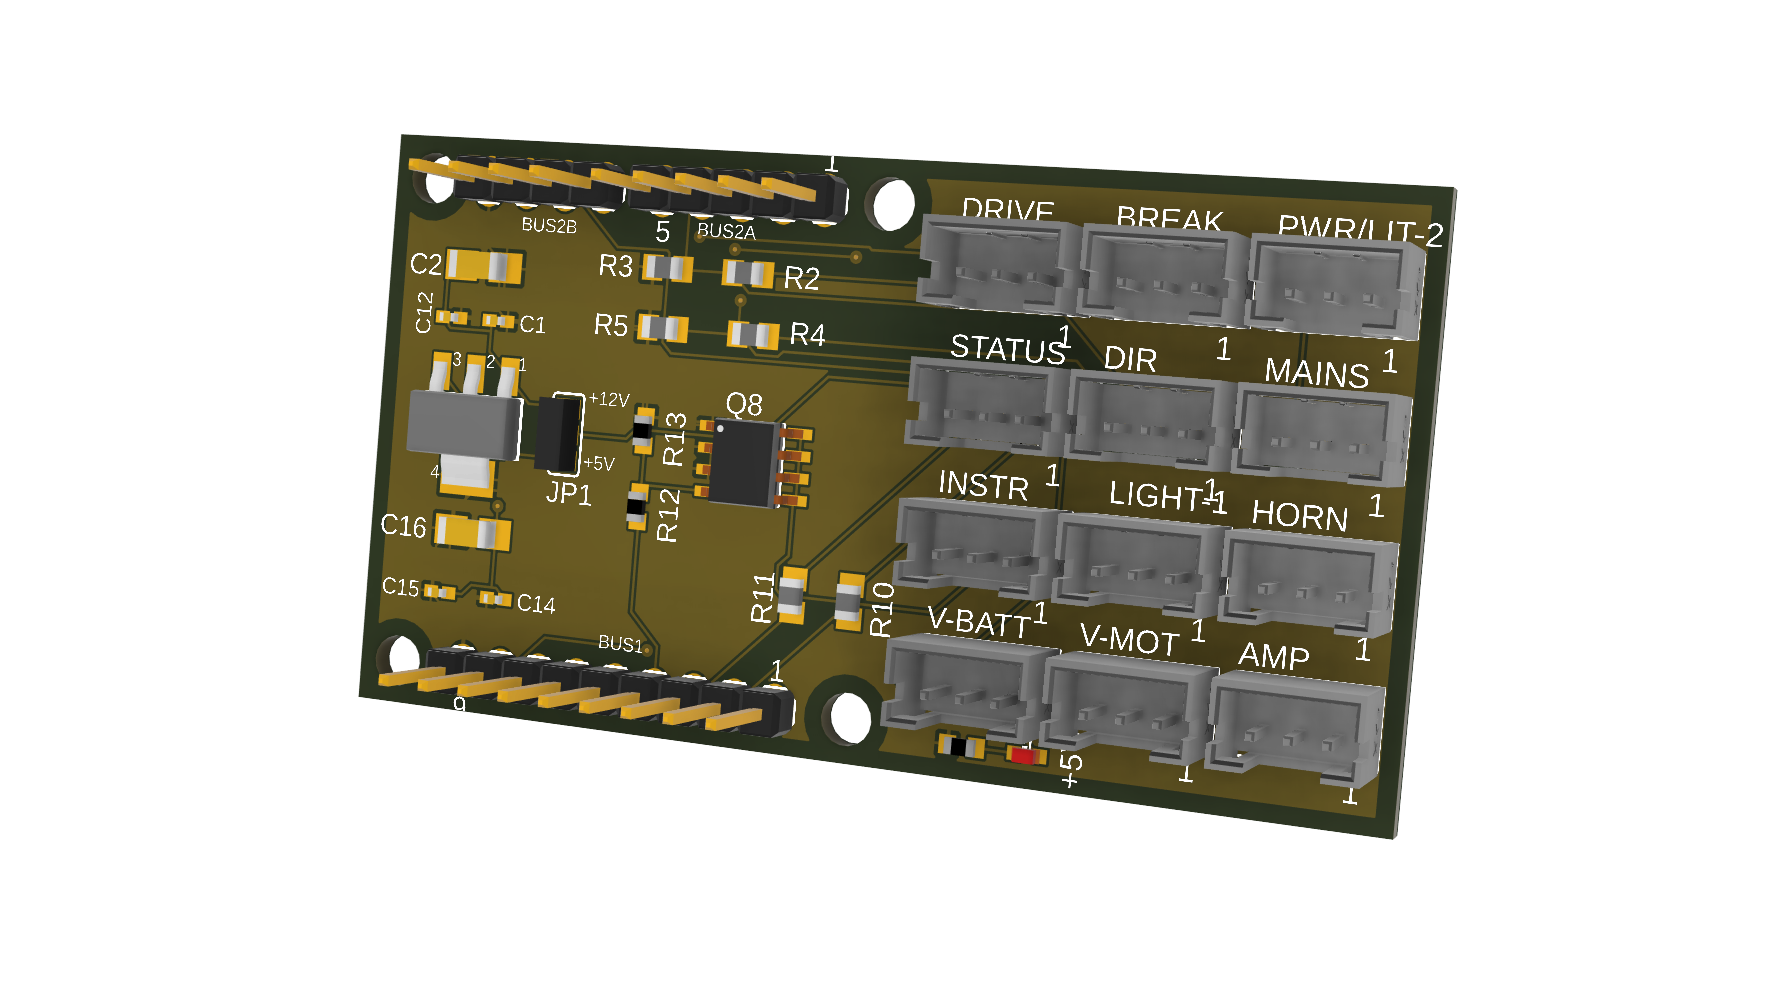 1
DRIVE
BREAK
PWR/LIT-2
BUS2B
5
BUS2A
C2
R3
R2
C12
C1
R5
R4
1
1
1
STATUS
DIR
MAINS
3
2
1
+12V
Q8
R13
4
+5V
JP1
1
1
1
INSTR
LIGHT-1
HORN
C16
R12
C15
C14
R11
R10
1
1
1
V-BATT
V-MOT
AMP
BUS1
1
9
+5
1
1